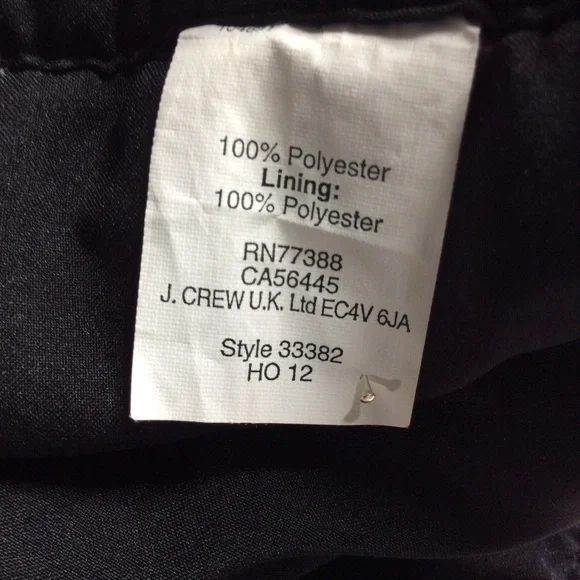 100% Polyester
Lining:
100% Polyester
RN77388
CA56445
J. CREW U.K. Ltd EC4V 6JA
Style 33382
HO 12